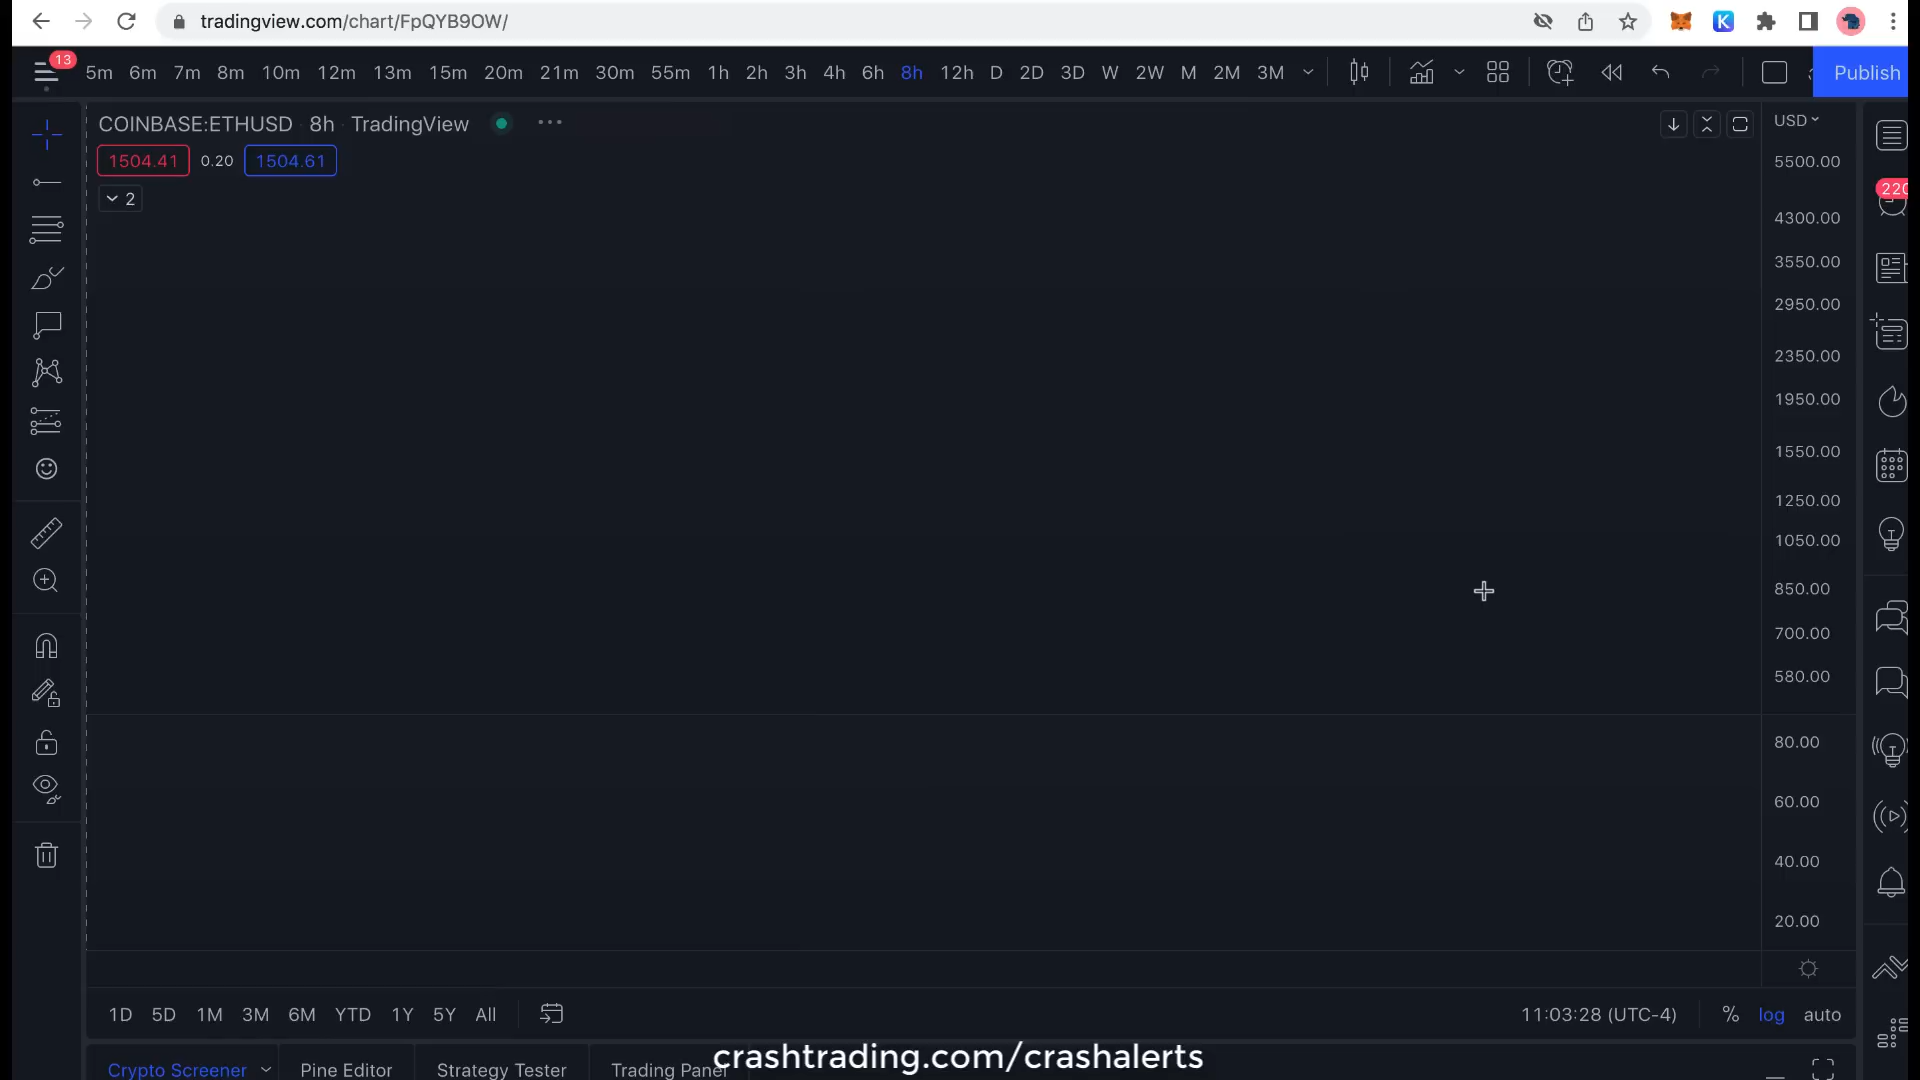 tradingview.com/chart/FpQYB9OW/
K
13
5m 6m 7m 8m 10m 12m 13m 15m 20m 21m 30m 55m 1h 2h 3h 4h 6h 8h 12h D 2D 3D W 2W M 2M 3M
Publish
COINBASE:ETHUSD · 8h · TradingView
USD
1504.41 0.20 1504.61
2
5500.00
220
4300.00
3550.00
2950.00
2350.00
1950.00
1550.00
1250.00
1050.00
850.00
700.00
580.00
80.00
60.00
40.00
20.00
1D 5D 1M 3M 6M YTD 1Y 5Y All
11:03:28 (UTC-4) % log auto
crashtrading.com/crashalerts
Crypto Screener Pine Editor Strategy Tester Trading Panel